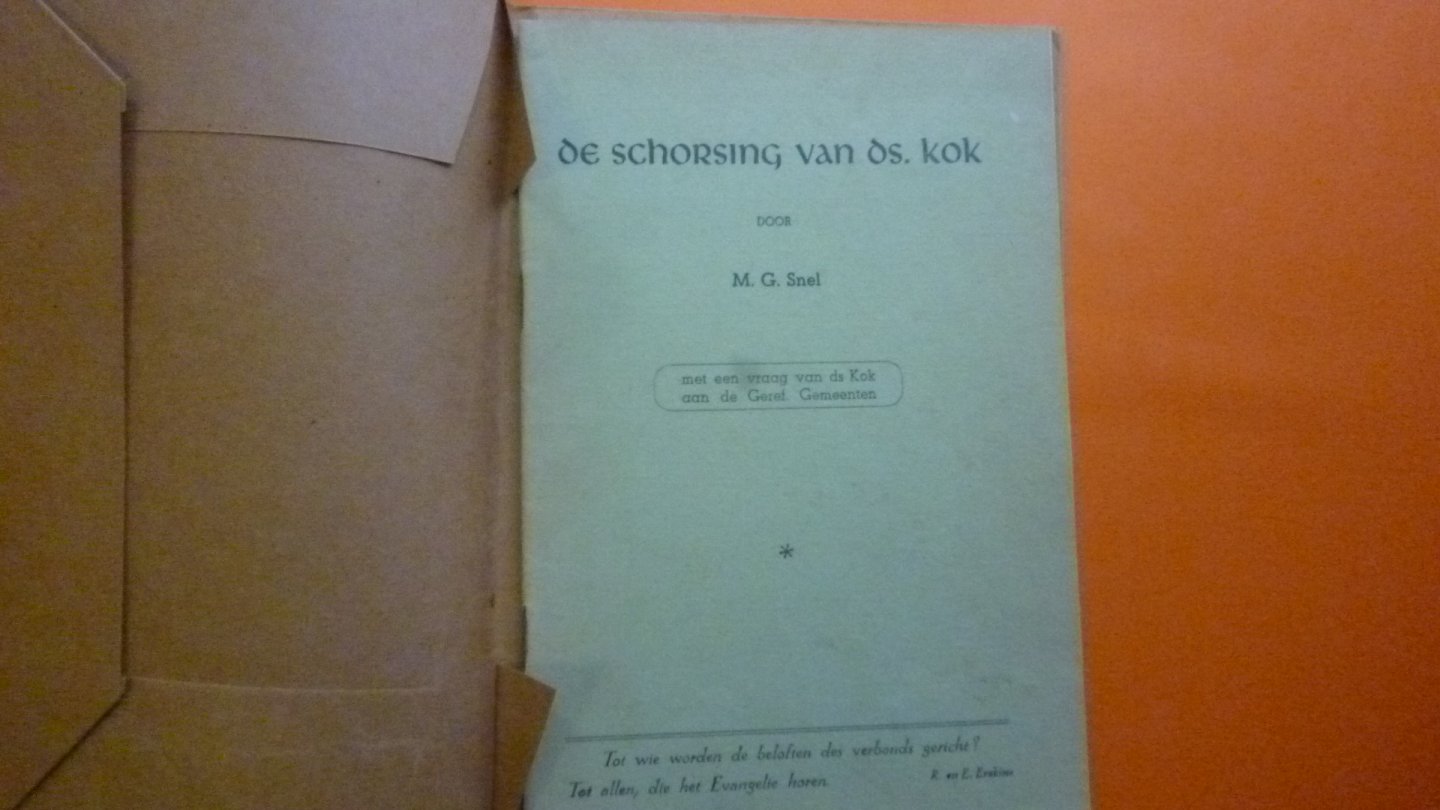 de schorsing van ds. kok
DOOR
M. G. Snel
met een vraag van ds Kok
aan de Geref. Gemeenten
*
Tot wie worden de beloften des verbonds gericht?
Tot allen, die het Evangelie horen.
R. en E. Erskine